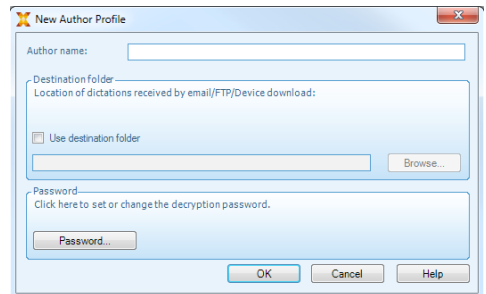 New Author Profile
Author name:
Destination folder
Location of dictations received by email/FTP/Device download:
Use destination folder
Browse...
Password
Click here to set or change the decryption password.
Password...
OK Cancel Help